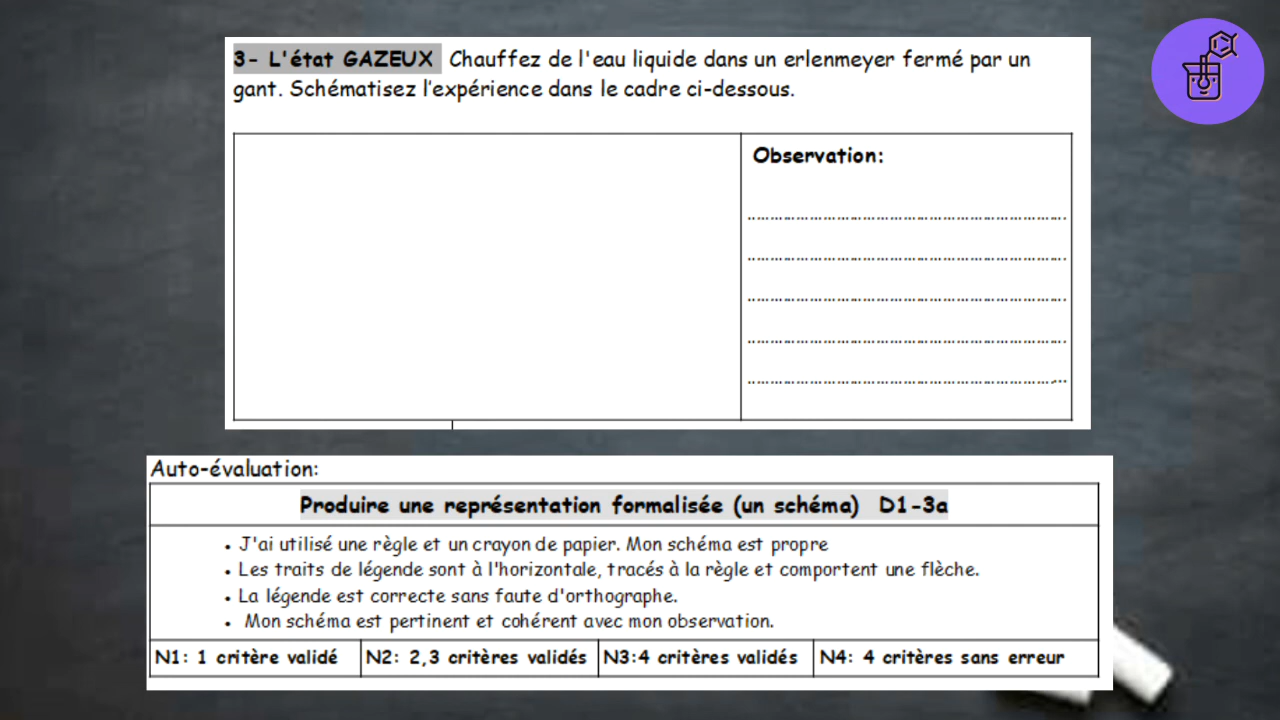 3- L'état GAZEUX Chauffez de l'eau liquide dans un erlenmeyer fermé par un
gant. Schématisez l’expérience dans le cadre ci-dessous.
Observation:
Auto-évaluation:
Produire une représentation formalisée (un schéma) D1-3a
• J'ai utilisé une règle et un crayon de papier. Mon schéma est propre
• Les traits de légende sont à l'horizontale, tracés à la règle et comportent une flèche.
• La légende est correcte sans faute d'orthographe.
• Mon schéma est pertinent et cohérent avec mon observation.
N1: 1 critère validé N2: 2,3 critères validés N3:4 critères validés N4: 4 critères sans erreur